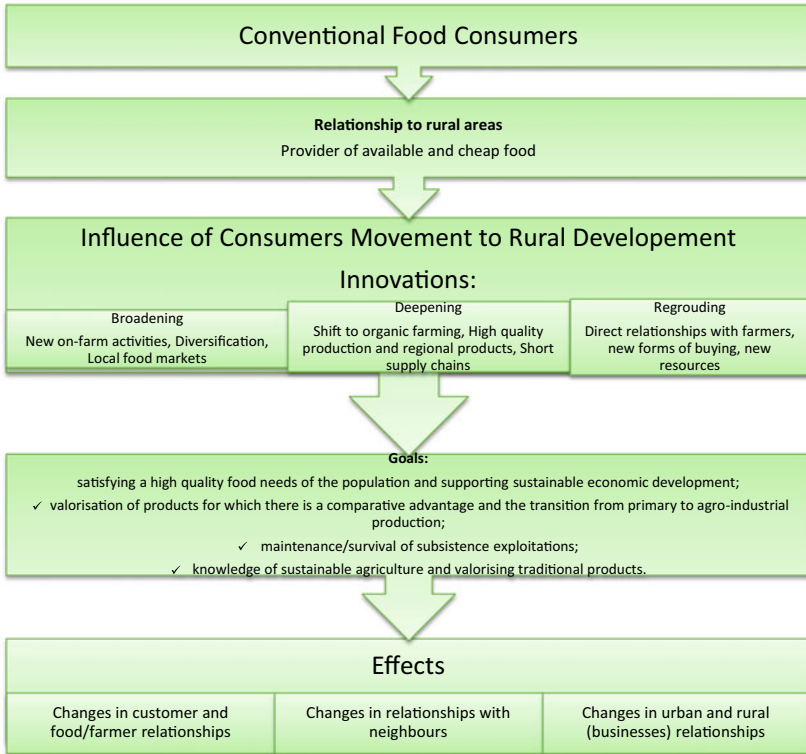 Conventional Food Consumers
Relationship to rural areas
Provider of available and cheap food
Influence of Consumers Movement to Rural Developement
Innovations:
Broadening
New on-farm activities, Diversification,
Local food markets
Deepening
Shift to organic farming, High quality
production and regional products, Short
supply chains
Regrouding
Direct relationships with farmers,
new forms of buying, new
resources
Goals:
satisfying a high quality food needs of the population and supporting sustainable economic development;
✓ valorisation of products for which there is a comparative advantage and the transition from primary to agro-industrial
production;
✓ maintenance/survival of subsistence exploitations;
✓ knowledge of sustainable agriculture and valorising traditional products.
Effects
Changes in customer and
food/farmer relationships
Changes in relationships with
neighbours
Changes in urban and rural
(businesses) relationships